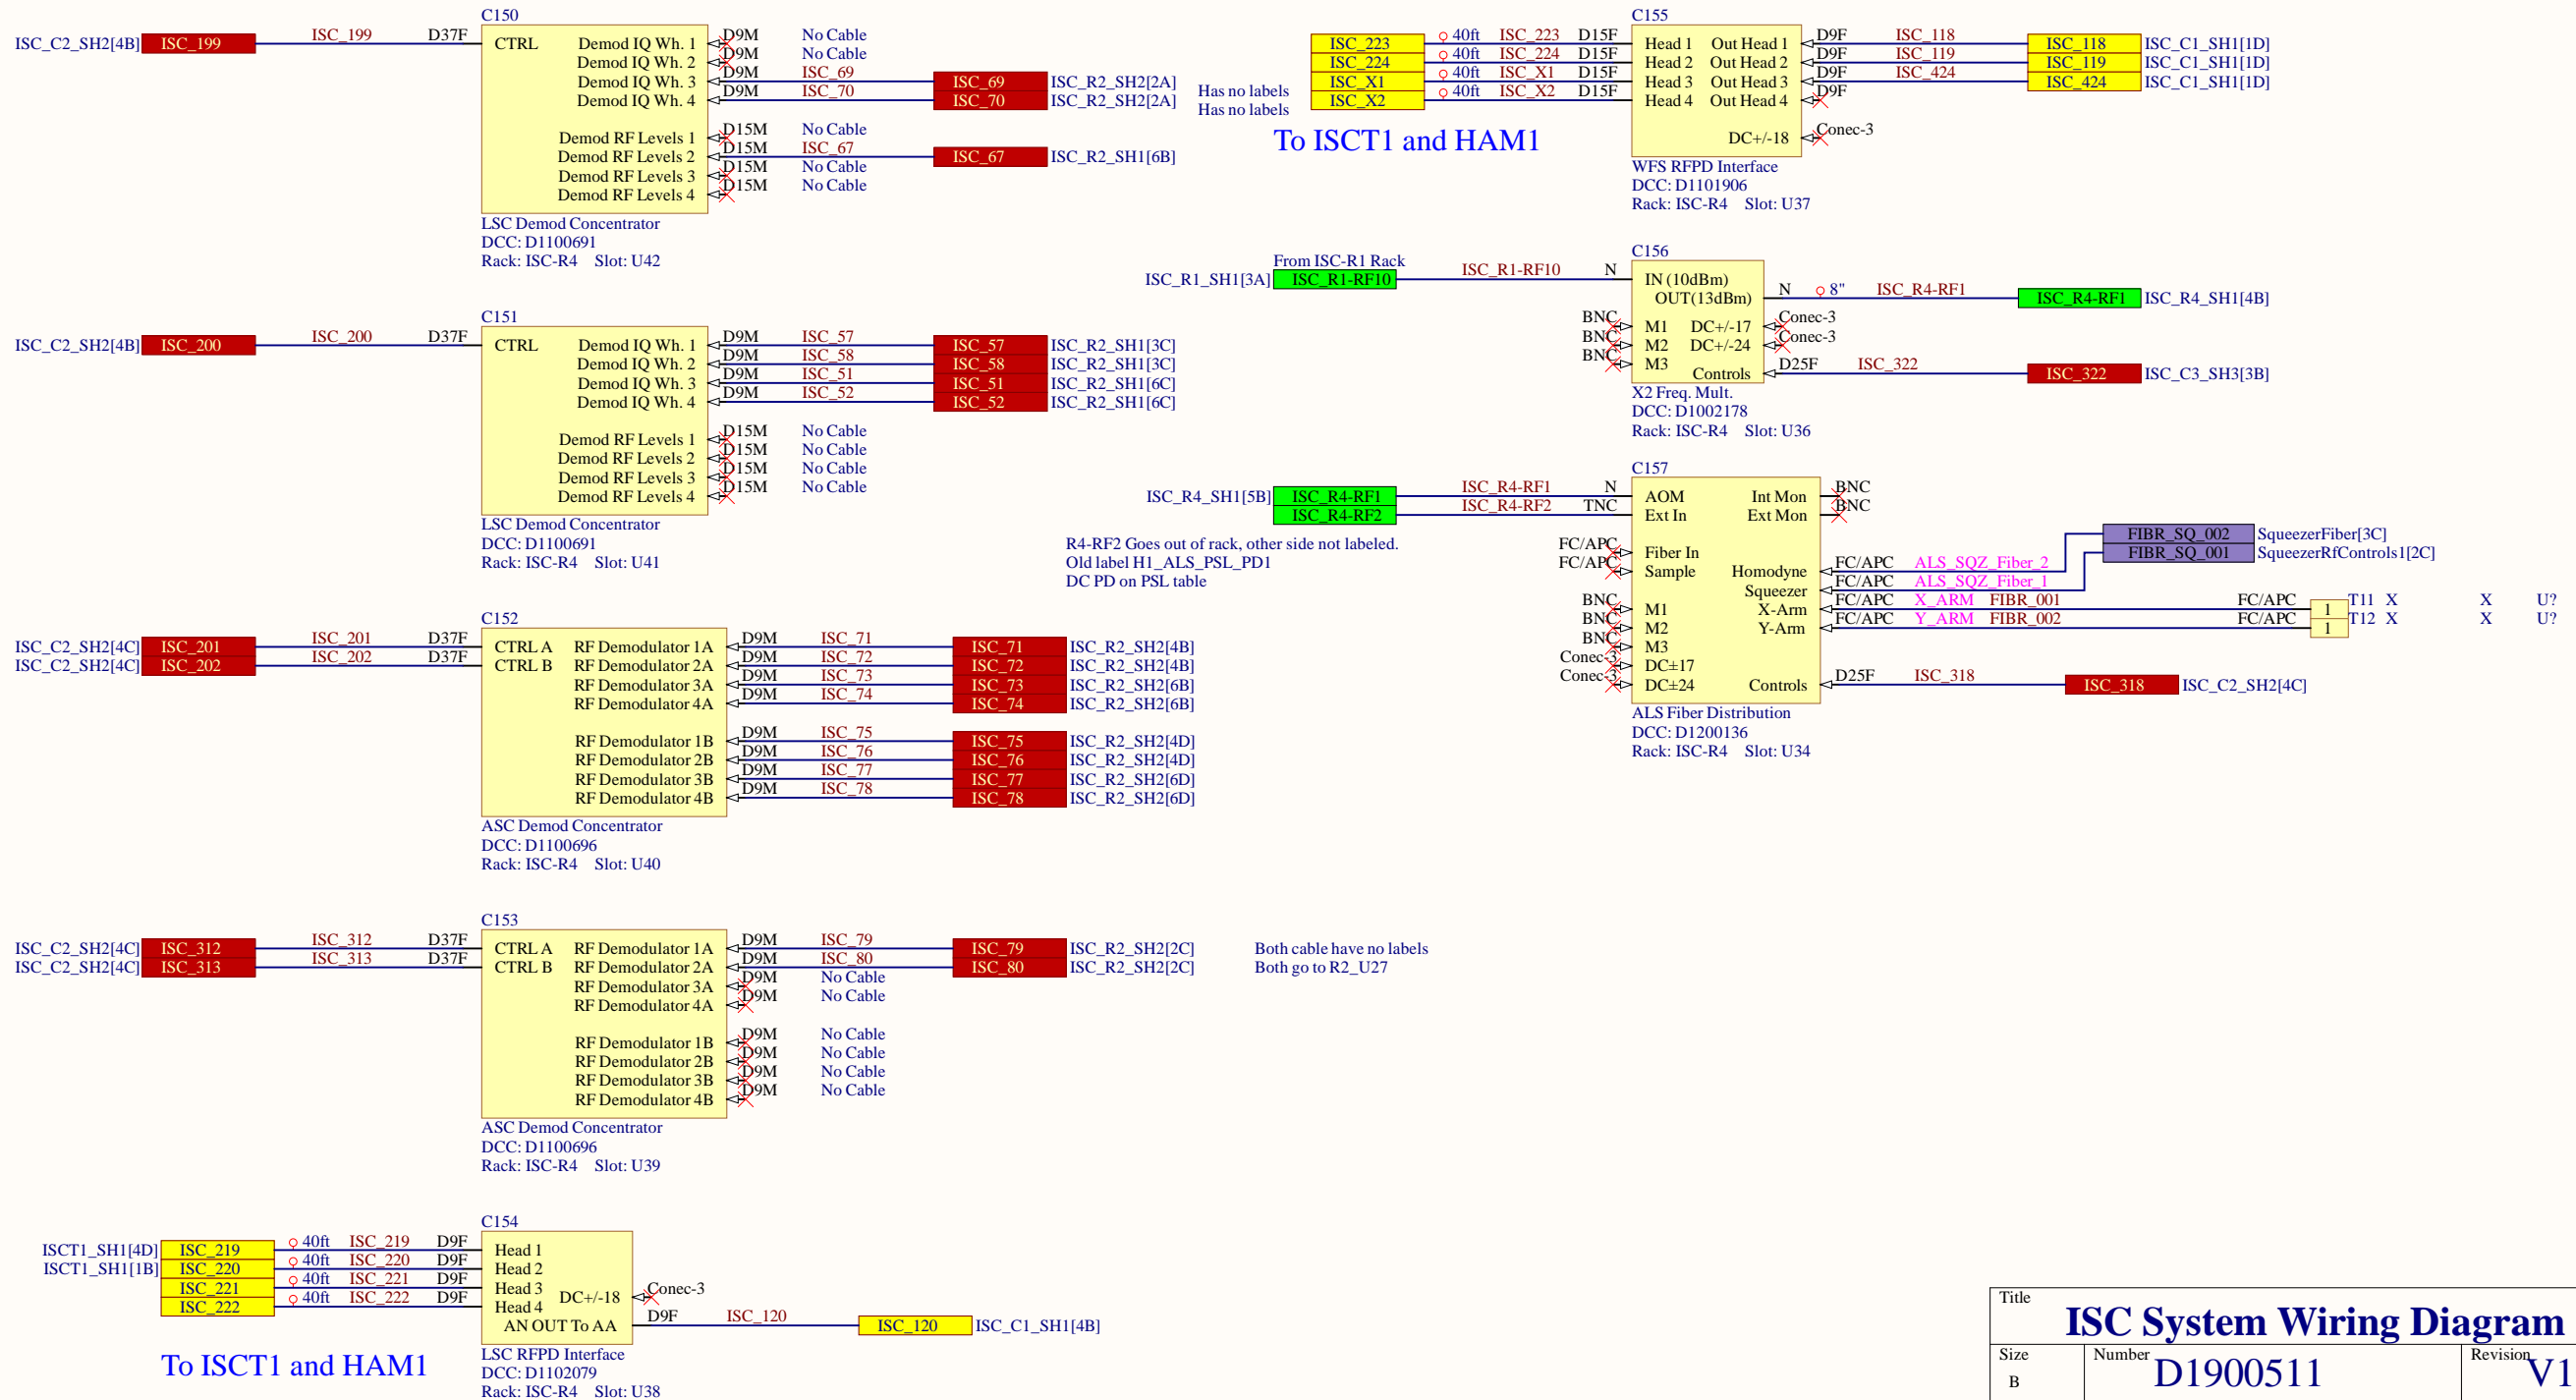 C150
ISC_C2_SH2[4B] ISC_199 ISC_199 D37F CTRL Demod IQ Wh. 1 D9M No Cable
Demod IQ Wh. 2 D9M No Cable
Demod IQ Wh. 3 D9M ISC_69 ISC_69 ISC_R2_SH2[2A]
Demod IQ Wh. 4 D9M ISC_70 ISC_70 ISC_R2_SH2[2A]
Demod RF Levels 1 D15M No Cable
Demod RF Levels 2 D15M ISC_67 ISC_67 ISC_R2_SH1[6B]
Demod RF Levels 3 D15M No Cable
Demod RF Levels 4 D15M No Cable
LSC Demod Concentrator
DCC: D1100691
Rack: ISC-R4 Slot: U42
C151
ISC_C2_SH2[4B] ISC_200 ISC_200 D37F CTRL Demod IQ Wh. 1 D9M ISC_57 ISC_57 ISC_R2_SH1[3C]
Demod IQ Wh. 2 D9M ISC_58 ISC_58 ISC_R2_SH1[3C]
Demod IQ Wh. 3 D9M ISC_51 ISC_51 ISC_R2_SH1[6C]
Demod IQ Wh. 4 D9M ISC_52 ISC_52 ISC_R2_SH1[6C]
Demod RF Levels 1 D15M No Cable
Demod RF Levels 2 D15M No Cable
Demod RF Levels 3 D15M No Cable
Demod RF Levels 4 D15M No Cable
LSC Demod Concentrator
DCC: D1100691
Rack: ISC-R4 Slot: U41
C152
ISC_C2_SH2[4C] ISC_201 ISC_201 D37F CTRL A RF Demodulator 1A D9M ISC_71 ISC_71 ISC_R2_SH2[4B]
ISC_C2_SH2[4C] ISC_202 ISC_202 D37F CTRL B RF Demodulator 2A D9M ISC_72 ISC_72 ISC_R2_SH2[4B]
RF Demodulator 3A D9M ISC_73 ISC_73 ISC_R2_SH2[6B]
RF Demodulator 4A D9M ISC_74 ISC_74 ISC_R2_SH2[6B]
RF Demodulator 1B D9M ISC_75 ISC_75 ISC_R2_SH2[4D]
RF Demodulator 2B D9M ISC_76 ISC_76 ISC_R2_SH2[4D]
RF Demodulator 3B D9M ISC_77 ISC_77 ISC_R2_SH2[6D]
RF Demodulator 4B D9M ISC_78 ISC_78 ISC_R2_SH2[6D]
ASC Demod Concentrator
DCC: D1100696
Rack: ISC-R4 Slot: U40
C153
ISC_C2_SH2[4C] ISC_312 ISC_312 D37F CTRL A RF Demodulator 1A D9M ISC_79 ISC_79 ISC_R2_SH2[2C] Both cable have no labels
ISC_C2_SH2[4C] ISC_313 ISC_313 D37F CTRL B RF Demodulator 2A D9M ISC_80 ISC_80 ISC_R2_SH2[2C] Both go to R2_U27
RF Demodulator 3A D9M No Cable
RF Demodulator 4A D9M No Cable
RF Demodulator 1B D9M No Cable
RF Demodulator 2B D9M No Cable
RF Demodulator 3B D9M No Cable
RF Demodulator 4B D9M No Cable
ASC Demod Concentrator
DCC: D1100696
Rack: ISC-R4 Slot: U39
C154
ISCT1_SH1[4D] ISC_219 40ft ISC_219 D9F Head 1
ISCT1_SH1[1B] ISC_220 40ft ISC_220 D9F Head 2
ISC_221 40ft ISC_221 D9F Head 3 DC+/-18 Conec-3
ISC_222 40ft ISC_222 D9F Head 4
AN OUT To AA D9F ISC_120 ISC_120 ISC_C1_SH1[4B]
To ISCT1 and HAM1
LSC RFPD Interface
DCC: D1102079
Rack: ISC-R4 Slot: U38
C155
ISC_223 40ft ISC_223 D15F Head 1 Out Head 1 D9F ISC_118 ISC_118 ISC_C1_SH1[1D]
ISC_224 40ft ISC_224 D15F Head 2 Out Head 2 D9F ISC_119 ISC_119 ISC_C1_SH1[1D]
Has no labels ISC_X1 40ft ISC_X1 D15F Head 3 Out Head 3 D9F ISC_424 ISC_424 ISC_C1_SH1[1D]
Has no labels ISC_X2 40ft ISC_X2 D15F Head 4 Out Head 4 D9F
To ISCT1 and HAM1 DC+/-18 Conec-3
WFS RFPD Interface
DCC: D1101906
Rack: ISC-R4 Slot: U37
C156
From ISC-R1 Rack
ISC_R1_SH1[3A] ISC_R1-RF10 ISC_R1-RF10 N IN (10dBm)
OUT(13dBm) N 8" ISC_R4-RF1 ISC_R4-RF1 ISC_R4_SH1[4B]
BNC M1 DC+/-17 Conec-3
BNC M2 DC+/-24 Conec-3
BNC M3
Controls D25F ISC_322 ISC_322 ISC_C3_SH3[3B]
X2 Freq. Mult.
DCC: D1002178
Rack: ISC-R4 Slot: U36
C157
ISC_R4_SH1[5B] ISC_R4-RF1 ISC_R4-RF1 N AOM Int Mon BNC
ISC_R4-RF2 ISC_R4-RF2 TNC Ext In Ext Mon BNC
R4-RF2 Goes out of rack, other side not labeled.
Old label H1_ALS_PSL_PD1
DC PD on PSL table
FC/APC Fiber In
FC/APC Sample Homodyne FC/APC ALS_SQZ_Fiber_2 FIBR_SQ_002 SqueezerFiber[3C]
Squeezer FC/APC ALS_SQZ_Fiber_1 FIBR_SQ_001 SqueezerRfControls1[2C]
BNC M1 X-Arm FC/APC X_ARM FIBR_001 FC/APC 1 T11 X X U?
BNC M2 Y-Arm FC/APC Y_ARM FIBR_002 FC/APC 1 T12 X X U?
BNC M3
Conec-3 DC±17
Conec-3 DC±24 Controls D25F ISC_318 ISC_318 ISC_C2_SH2[4C]
ALS Fiber Distribution
DCC: D1200136
Rack: ISC-R4 Slot: U34
Title
ISC System Wiring Diagram
Size Number Revision
B D1900511 V1